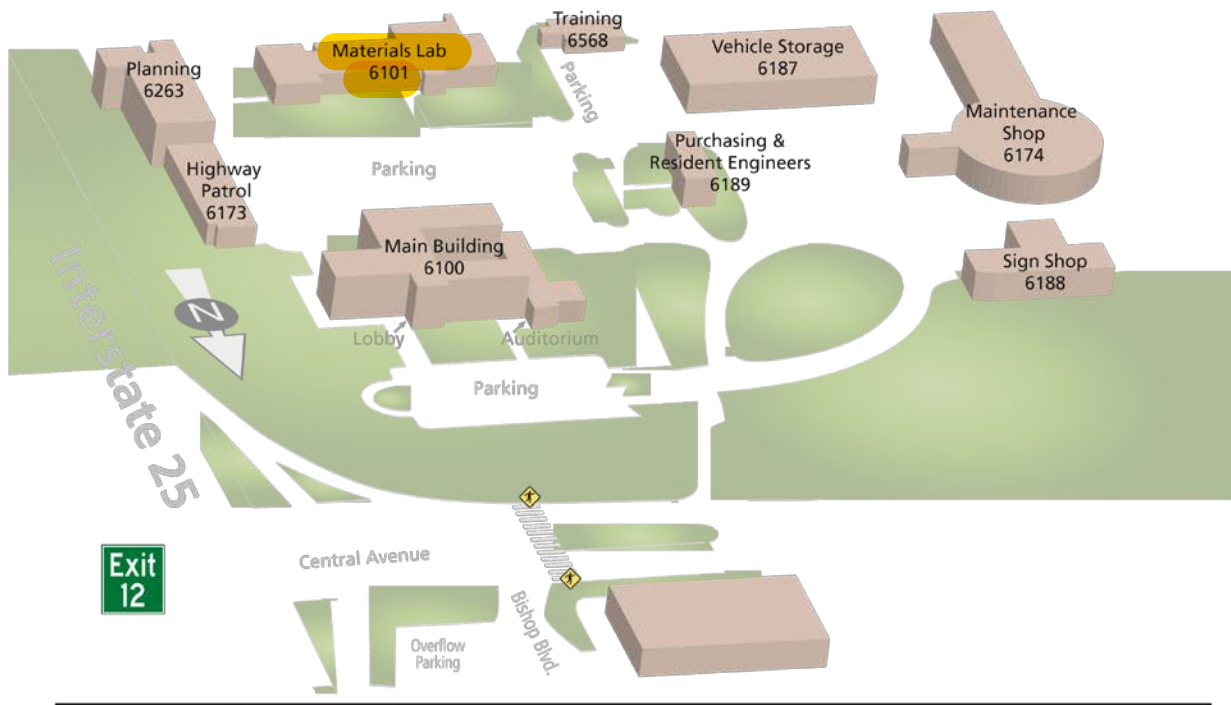 Training
6568
Materials Lab
6101
Vehicle Storage
6187
Planning
6263
Parking
Maintenance
Shop
6174
Purchasing &
Resident Engineers
6189
Parking
Highway
Patrol
6173
Main Building
6100
Sign Shop
6188
Interstate 25
N
Lobby
Auditorium
Parking
Central Avenue
Exit
12
Bishop Blvd.
Overflow
Parking